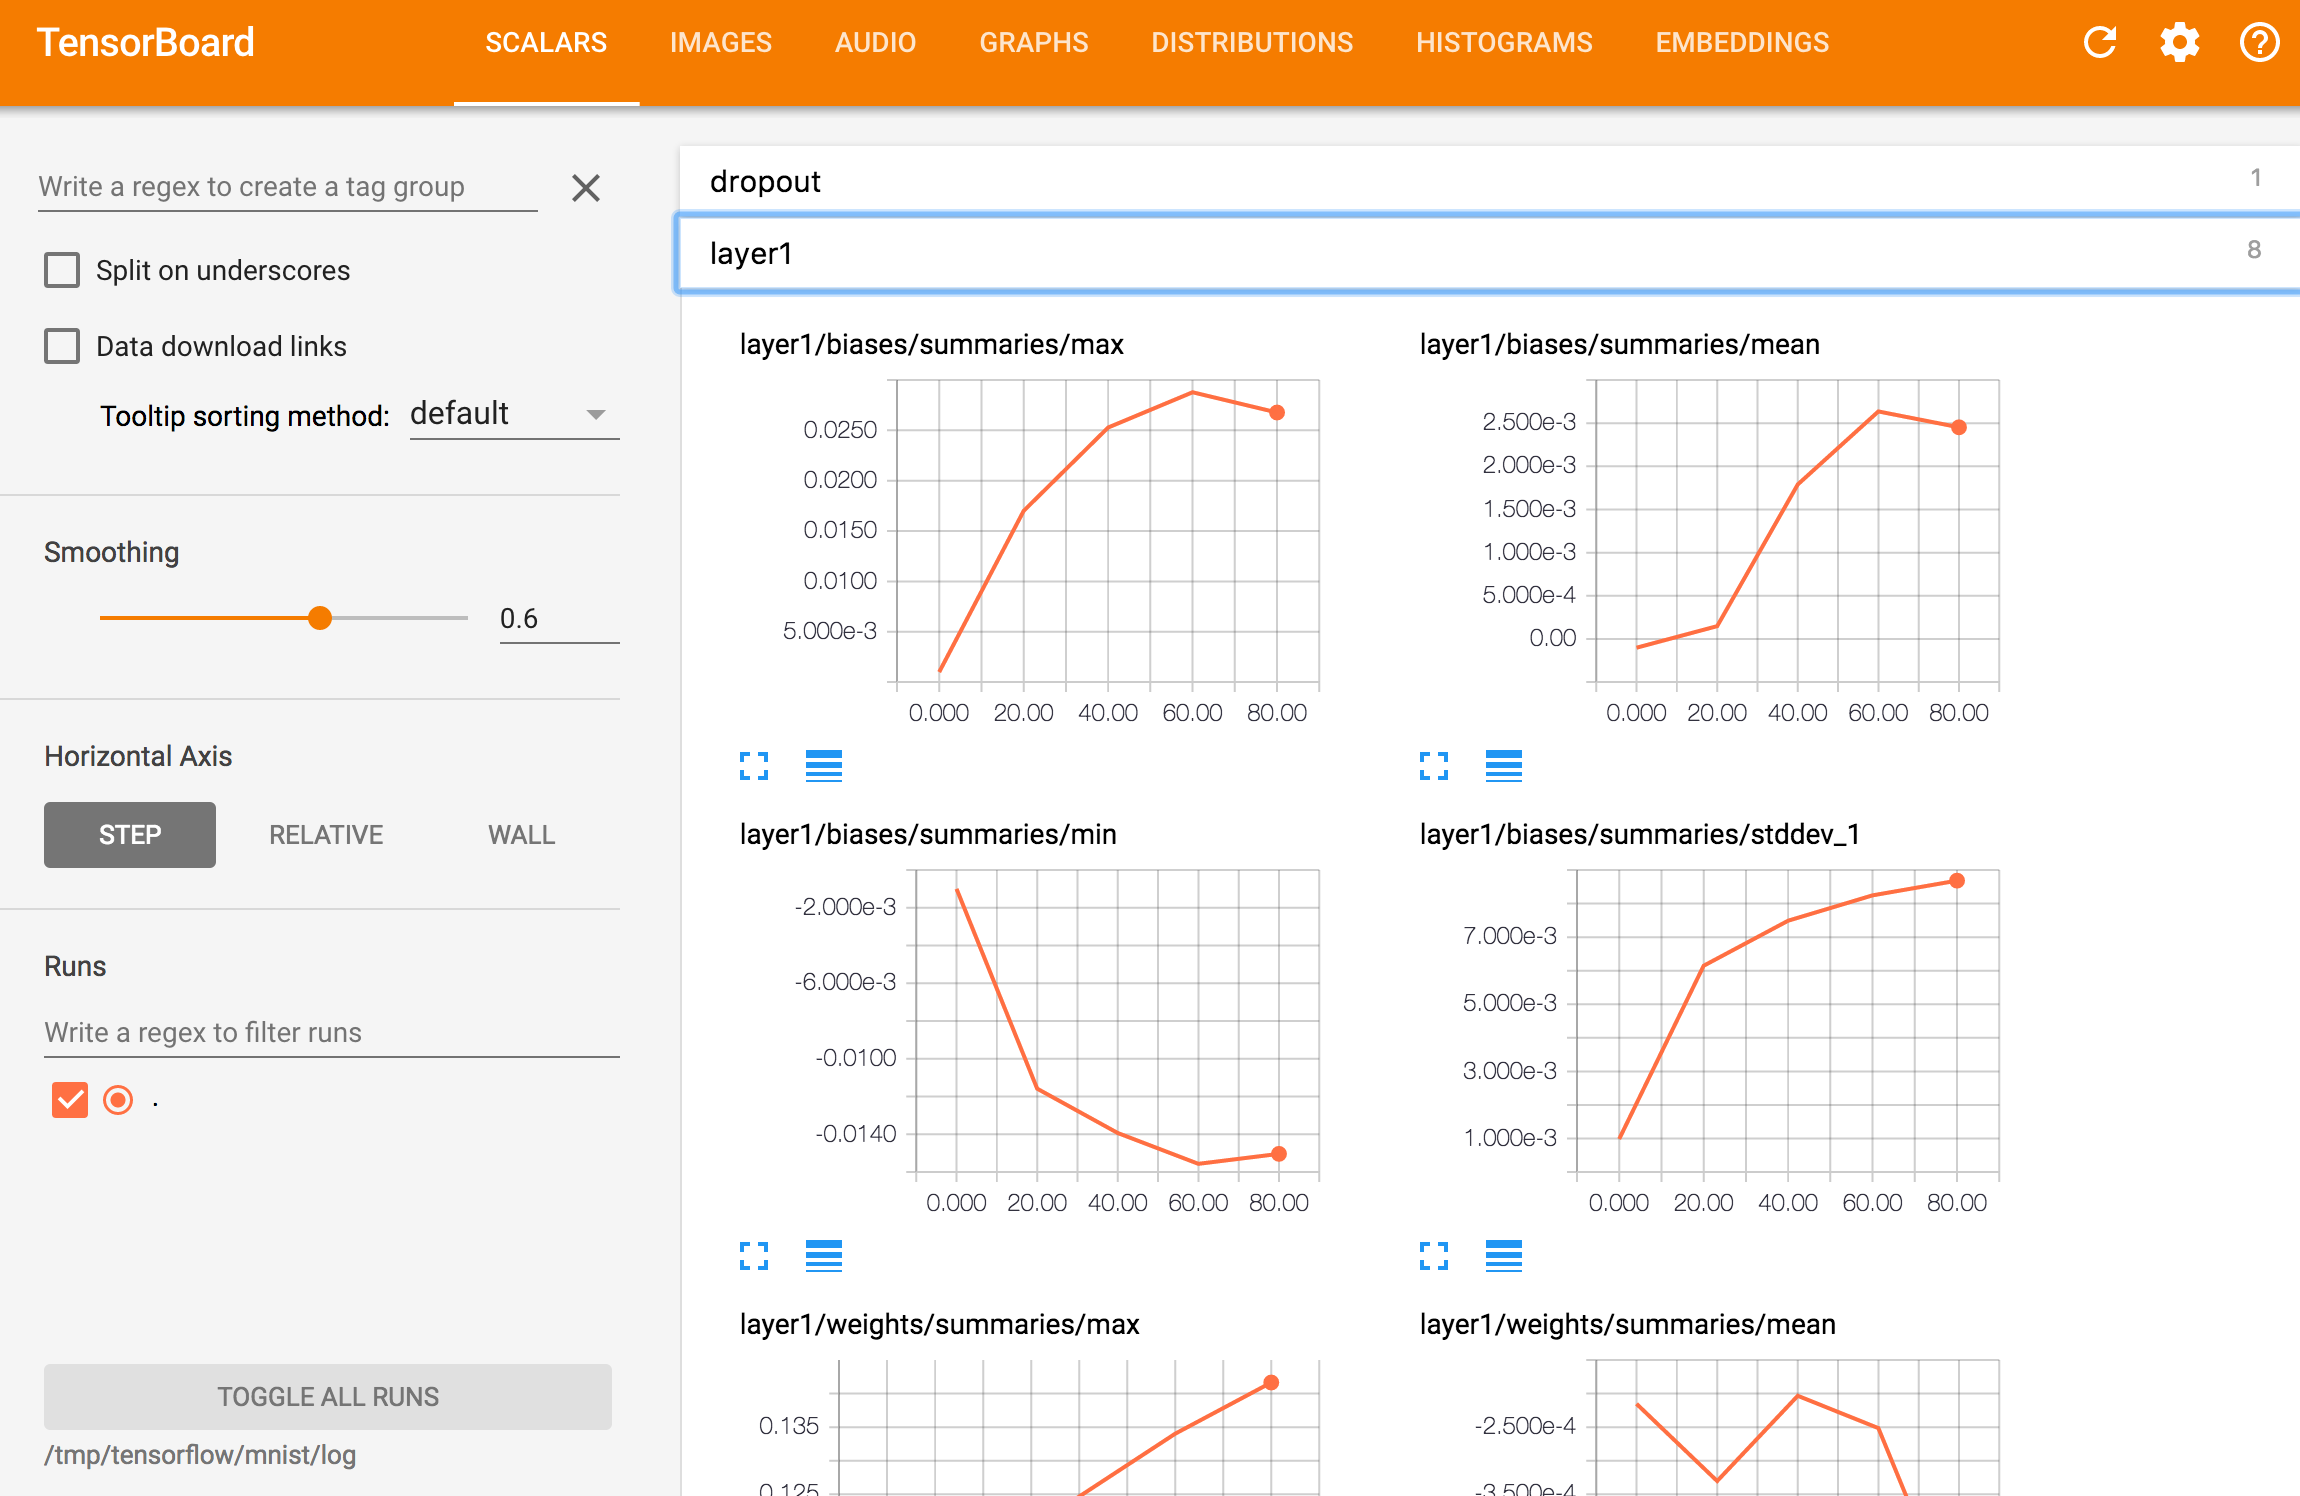 TensorBoard SCALARS IMAGES AUDIO GRAPHS DISTRIBUTIONS HISTOGRAMS EMBEDDINGS
Write a regex to create a tag group
Split on underscores
Data download links
Tooltip sorting method: default
Smoothing
0.6
Horizontal Axis
STEP RELATIVE WALL
Runs
Write a regex to filter runs
.
TOGGLE ALL RUNS
/tmp/tensorflow/mnist/log
dropout 1
layer1 8
layer1/biases/summaries/max
0.0250
0.0200
0.0150
0.0100
5.000e-3
0.000 20.00 40.00 60.00 80.00
layer1/biases/summaries/mean
2.500e-3
2.000e-3
1.500e-3
1.000e-3
5.000e-4
0.00
0.000 20.00 40.00 60.00 80.00
layer1/biases/summaries/min
-2.000e-3
-6.000e-3
-0.0100
-0.0140
0.000 20.00 40.00 60.00 80.00
layer1/biases/summaries/stddev_1
7.000e-3
5.000e-3
3.000e-3
1.000e-3
0.000 20.00 40.00 60.00 80.00
layer1/weights/summaries/max
0.135
0.125
layer1/weights/summaries/mean
-2.500e-4
-3.500e-4